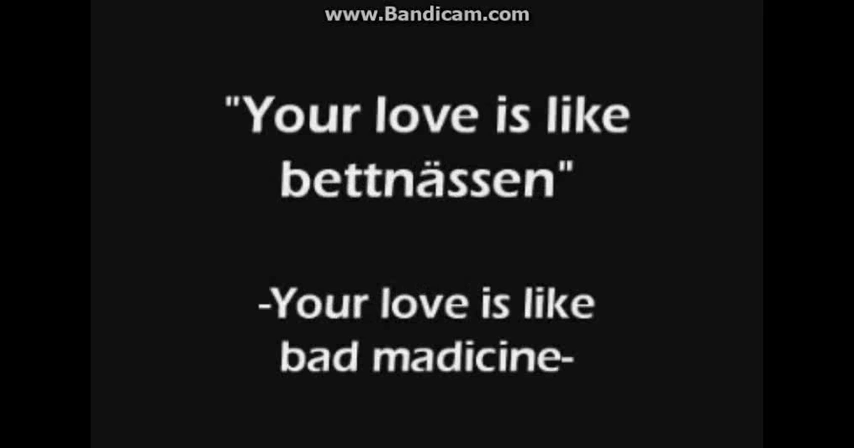 www.Bandicam.com
"Your love is like
bettnässen"
-Your love is like
bad madicine-